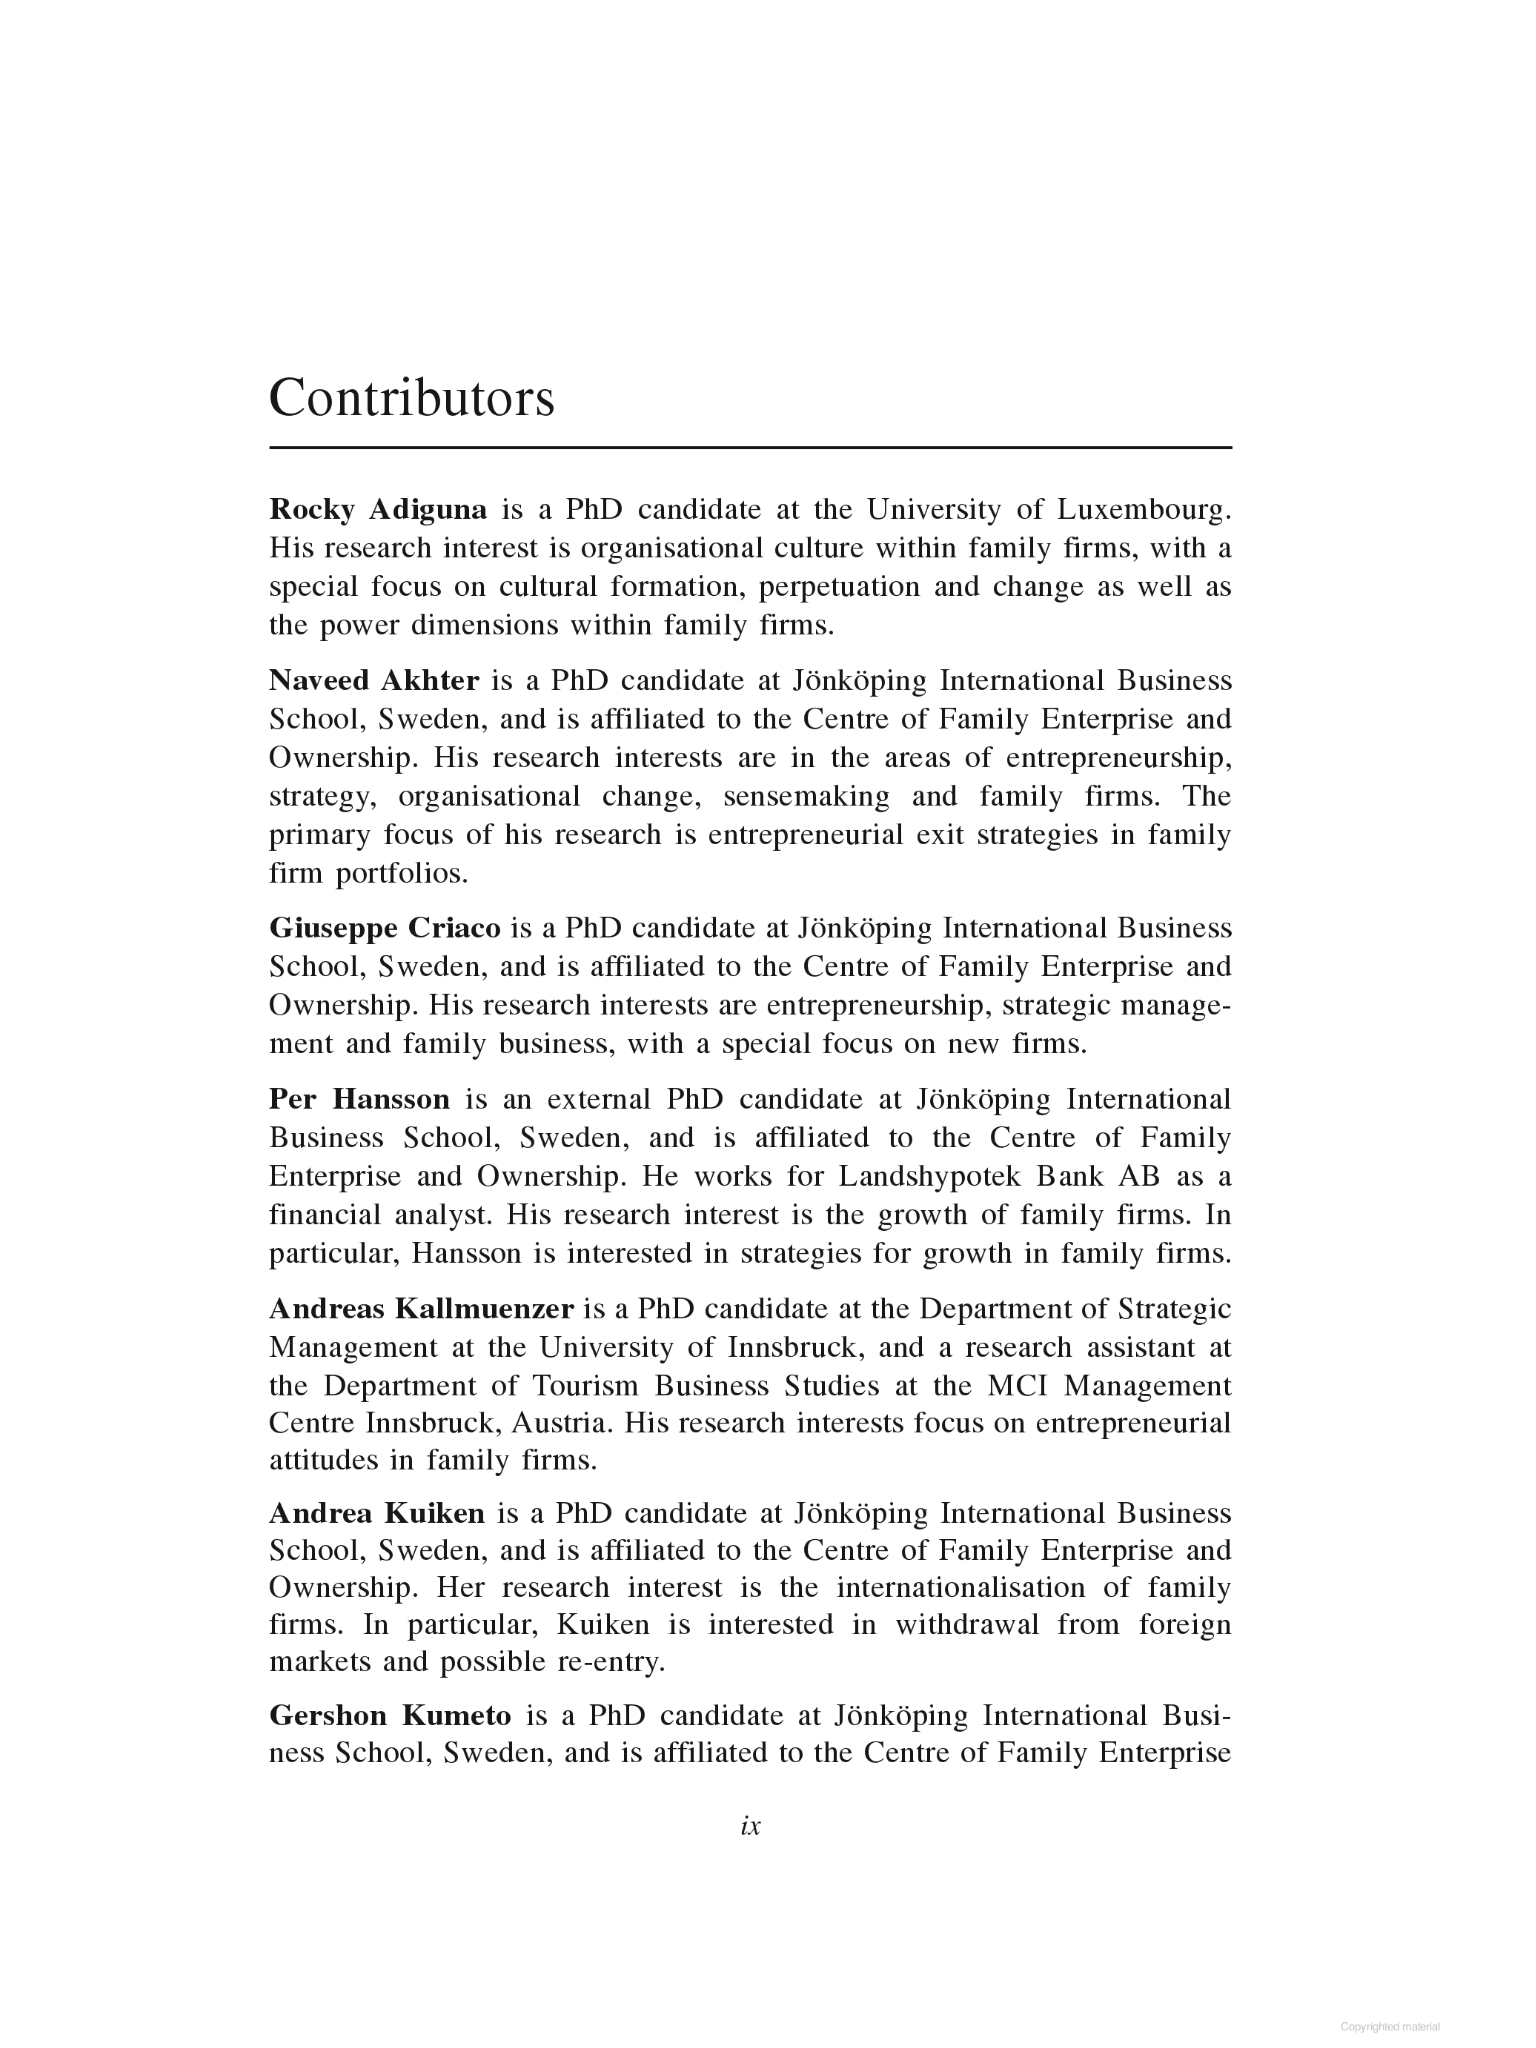 Contributors
Rocky Adiguna is a PhD candidate at the University of Luxembourg.
His research interest is organisational culture within family firms, with a
special focus on cultural formation, perpetuation and change as well as
the power dimensions within family firms.
Naveed Akhter is a PhD candidate at Jönköping International Business
School, Sweden, and is affiliated to the Centre of Family Enterprise and
Ownership. His research interests are in the areas of entrepreneurship,
strategy, organisational change, sensemaking and family firms. The
primary focus of his research is entrepreneurial exit strategies in family
firm portfolios.
Giuseppe Criaco is a PhD candidate at Jönköping International Business
School, Sweden, and is affiliated to the Centre of Family Enterprise and
Ownership. His research interests are entrepreneurship, strategic manage-
ment and family business, with a special focus on new firms.
Per Hansson is an external PhD candidate at Jönköping International
Business School, Sweden, and is affiliated to the Centre of Family
Enterprise and Ownership. He works for Landshypotek Bank AB as a
financial analyst. His research interest is the growth of family firms. In
particular, Hansson is interested in strategies for growth in family firms.
Andreas Kallmuenzer is a PhD candidate at the Department of Strategic
Management at the University of Innsbruck, and a research assistant at
the Department of Tourism Business Studies at the MCI Management
Centre Innsbruck, Austria. His research interests focus on entrepreneurial
attitudes in family firms.
Andrea Kuiken is a PhD candidate at Jönköping International Business
School, Sweden, and is affiliated to the Centre of Family Enterprise and
Ownership. Her research interest is the internationalisation of family
firms. In particular, Kuiken is interested in withdrawal from foreign
markets and possible re-entry.
Gershon Kumeto is a PhD candidate at Jönköping International Busi-
ness School, Sweden, and is affiliated to the Centre of Family Enterprise
ix
Copyrighted material